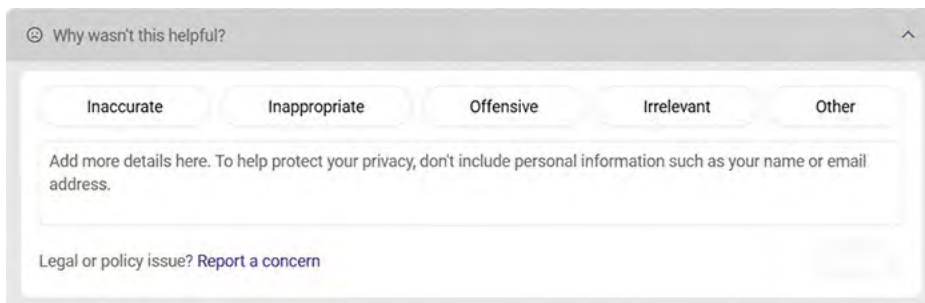 Why wasn't this helpful?
Inaccurate Inappropriate Offensive Irrelevant Other
Add more details here. To help protect your privacy, don't include personal information such as your name or email
address.
Legal or policy issue? Report a concern